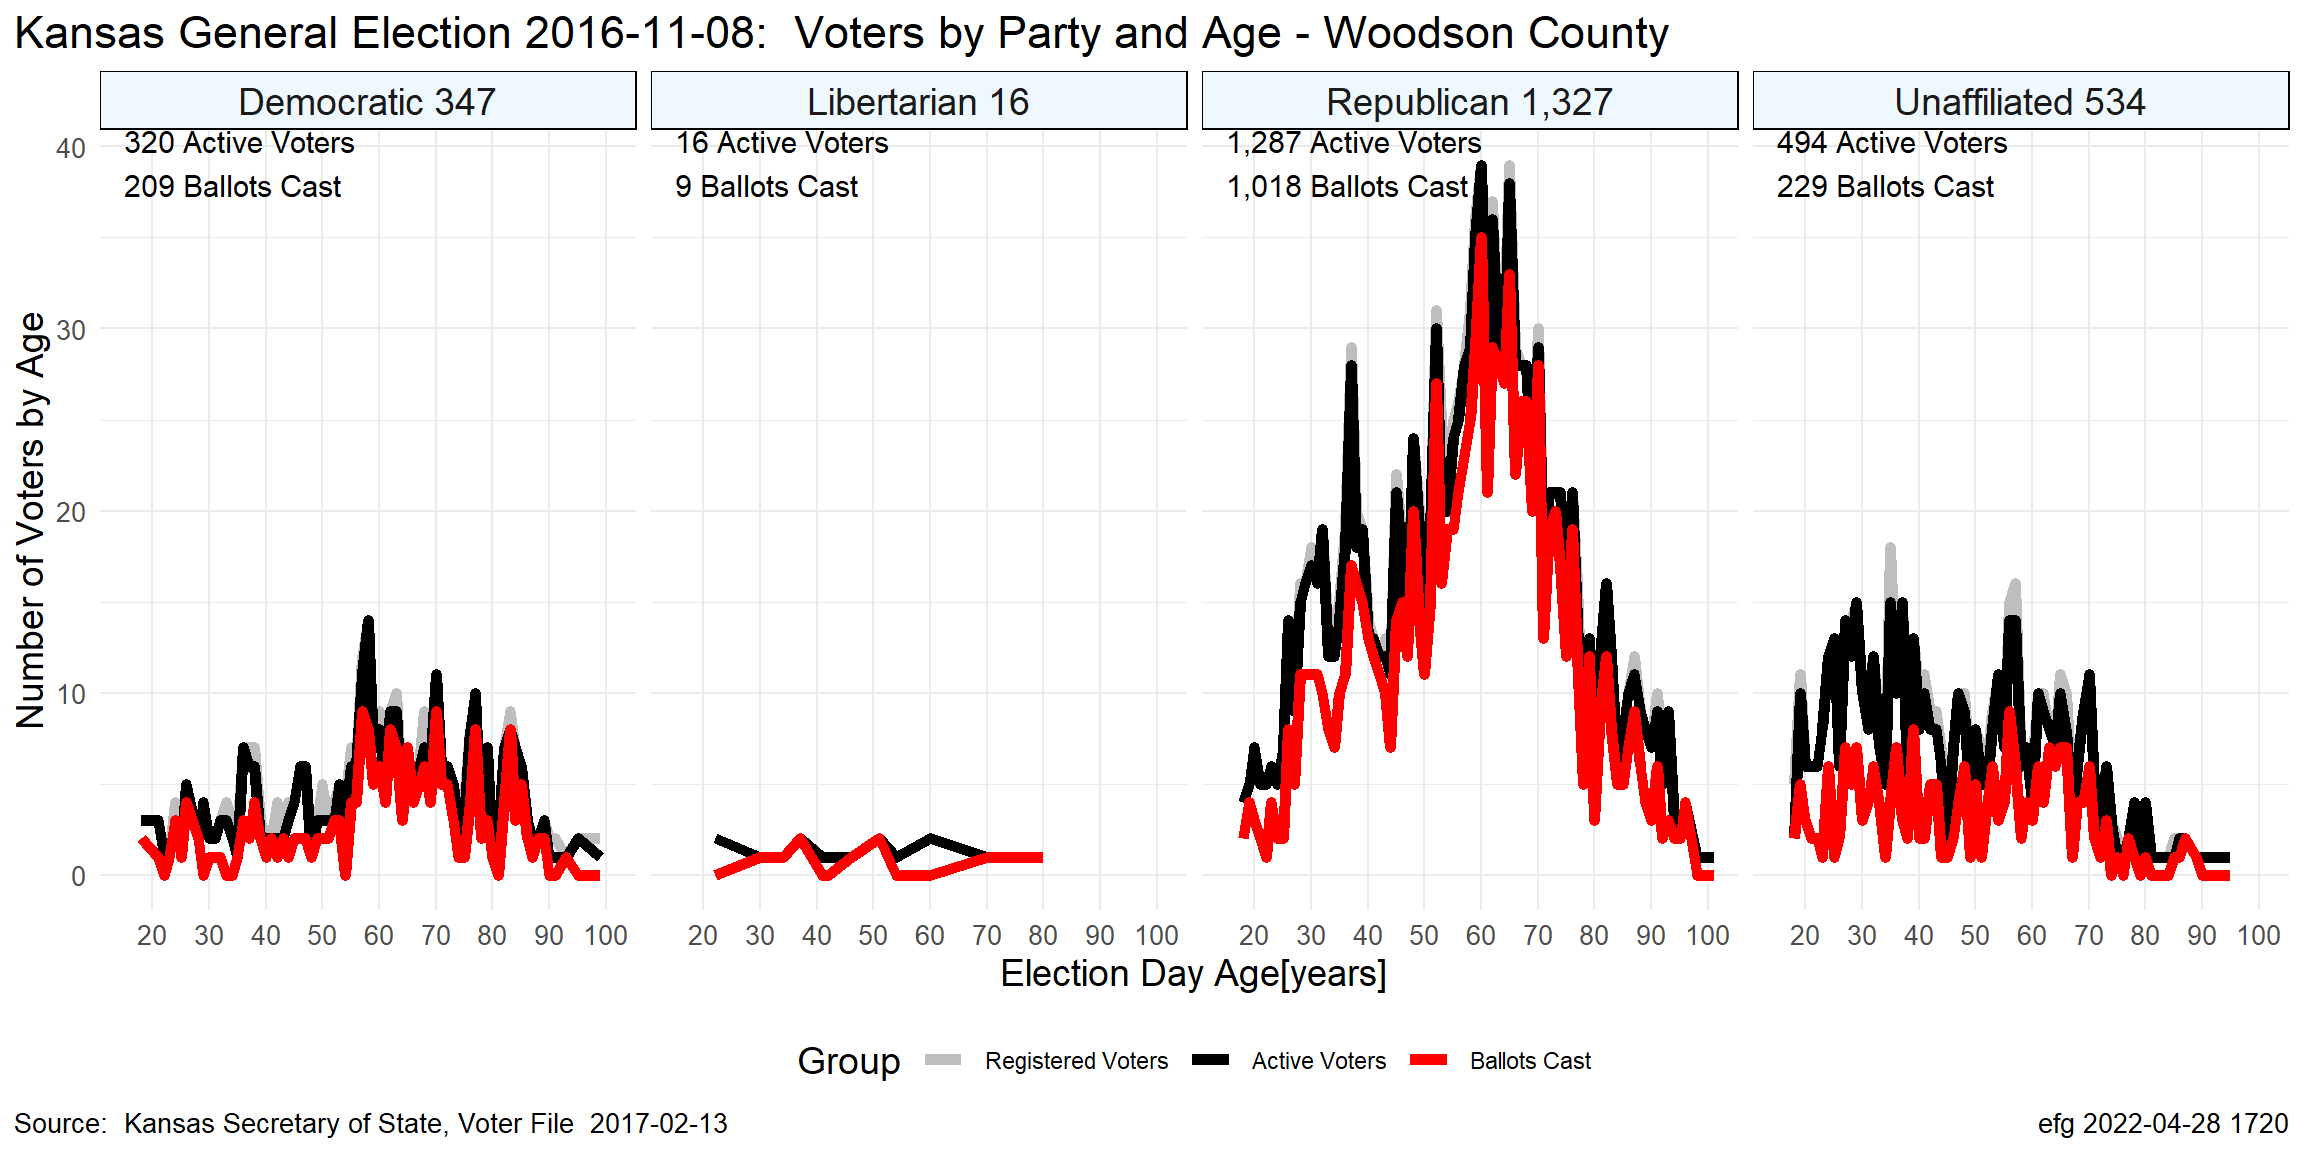 Kansas General Election 2016-11-08:  Voters by Party and Age - Woodson County
Democratic 347
Libertarian 16
Republican 1,327
Unaffiliated 534
320 Active Voters
209 Ballots Cast
16 Active Voters
9 Ballots Cast
1,287 Active Voters
1,018 Ballots Cast
494 Active Voters
229 Ballots Cast
Number of Voters by Age
40
30
20
10
0
20 30 40 50 60 70 80 90 100
20 30 40 50 60 70 80 90 100
20 30 40 50 60 70 80 90 100
20 30 40 50 60 70 80 90 100
Election Day Age[years]
Group Registered Voters Active Voters Ballots Cast
Source:  Kansas Secretary of State, Voter File  2017-02-13
efg 2022-04-28 1720